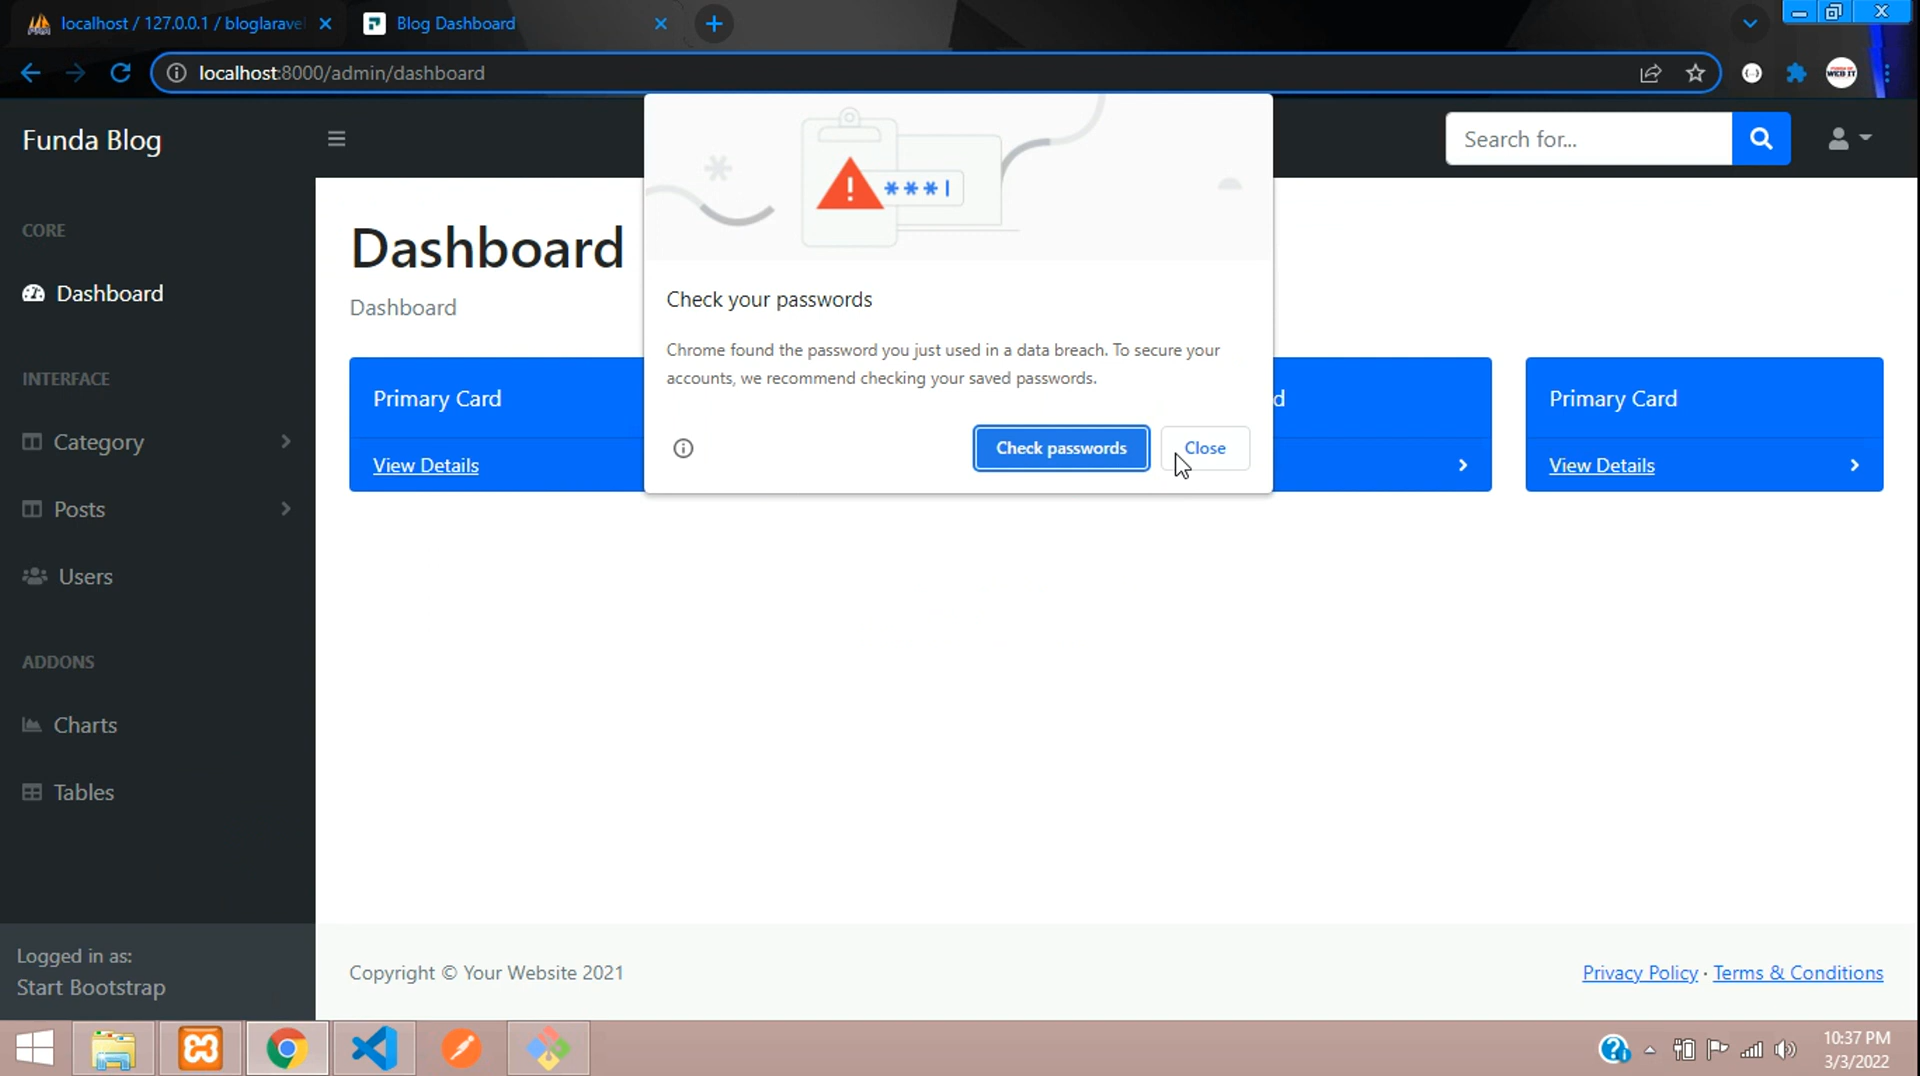 localhost / 127.0.0.1 / bloglaravel
Blog Dashboard
localhost:8000/admin/dashboard
WEB IT
Funda Blog
Search for...
CORE
Dashboard
INTERFACE
Category
Posts
Users
ADDONS
Charts
Tables
Logged in as:
Start Bootstrap
Dashboard
Dashboard
Primary Card
View Details
d
Primary Card
View Details
***|
Check your passwords
Chrome found the password you just used in a data breach. To secure your
accounts, we recommend checking your saved passwords.
Check passwords
Close
Copyright © Your Website 2021
Privacy Policy · Terms & Conditions
10:37 PM
3/3/2022